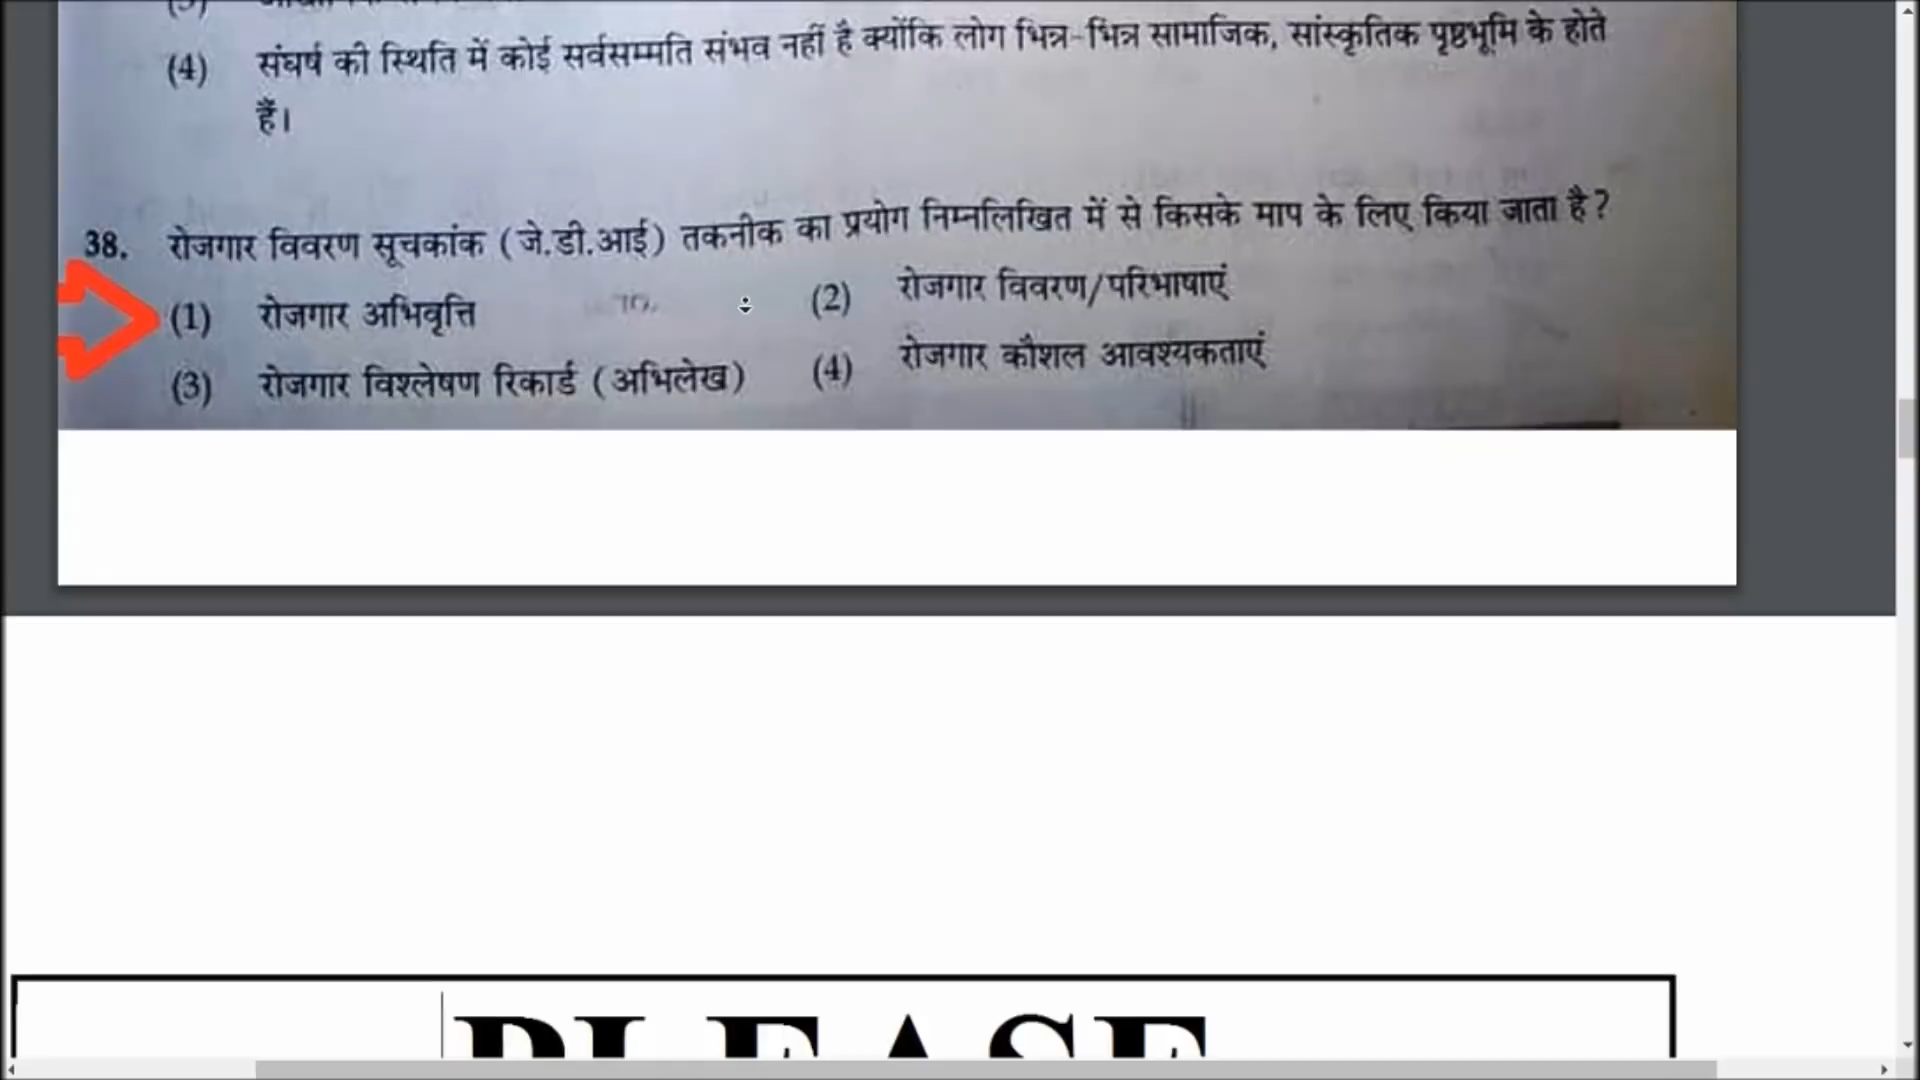 (4) संघर्ष की स्थिति में कोई सर्वसम्मति संभव नहीं है क्योंकि लोग भिन्न-भिन्न सामाजिक, सांस्कृतिक पृष्ठभूमि के होते
हैं।
38. रोजगार विवरण सूचकांक (जे.डी.आई) तकनीक का प्रयोग निम्नलिखित में से किसके माप के लिए किया जाता है?
(1) रोजगार अभिवृत्ति (2) रोजगार विवरण/परिभाषाएं
(3) रोजगार विश्लेषण रिकार्ड (अभिलेख) (4) रोजगार कौशल आवश्यकताएं
PLEASE